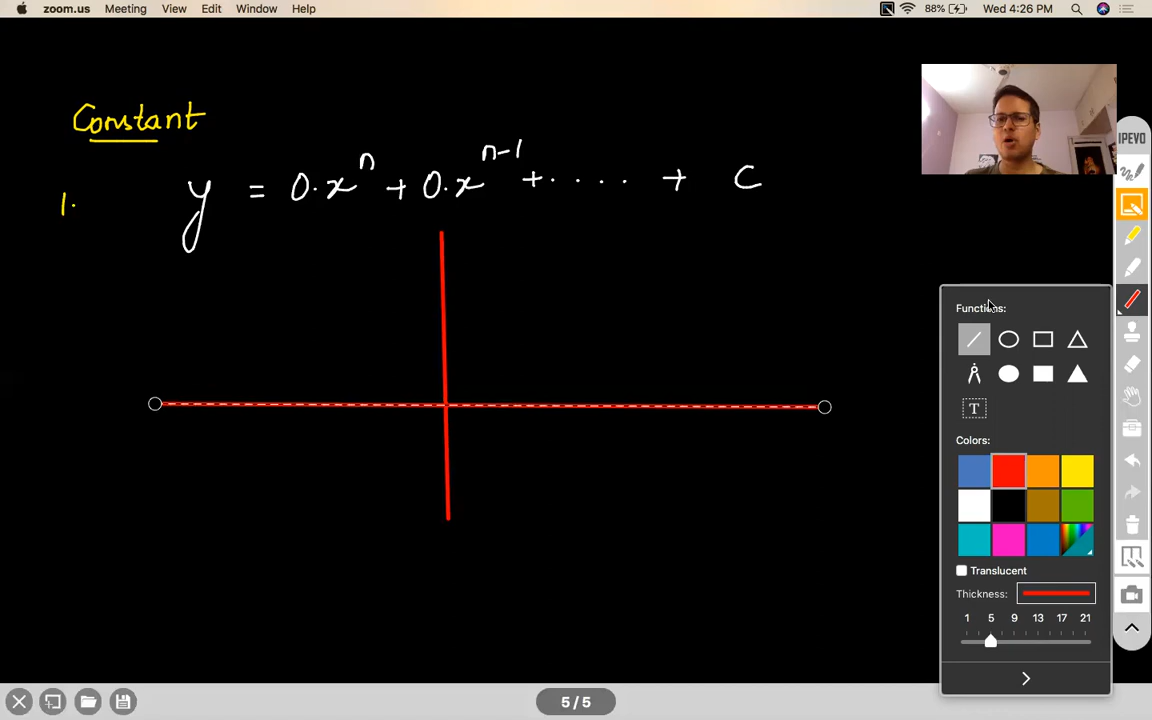 zoom.us Meeting View Edit Window Help 88% Wed 4:26 PM
Constant
1. y = 0·x^n + 0·x^n-1 + ···· + C
IPEVO
Functions:
T
Colors:
Translucent
Thickness:
1 5 9 13 17 21
5/5